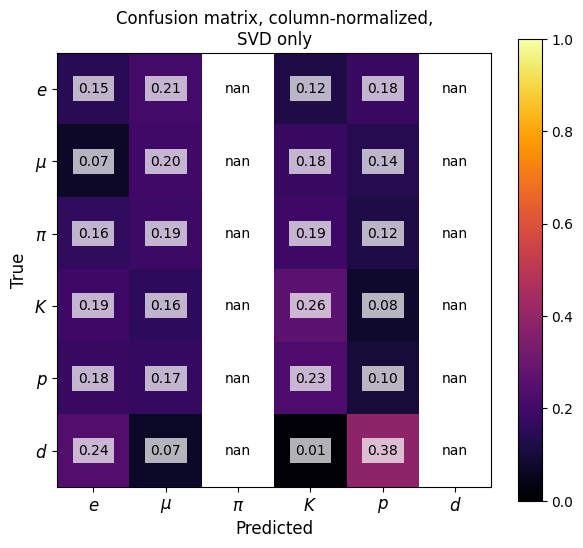 Confusion matrix, column-normalized,
SVD only
e 0.15 0.21 nan 0.12 0.18 nan
μ 0.07 0.20 nan 0.18 0.14 nan
π 0.16 0.19 nan 0.19 0.12 nan
K 0.19 0.16 nan 0.26 0.08 nan
p 0.18 0.17 nan 0.23 0.10 nan
d 0.24 0.07 nan 0.01 0.38 nan
e μ π K p d
Predicted
True
1.0
0.8
0.6
0.4
0.2
0.0